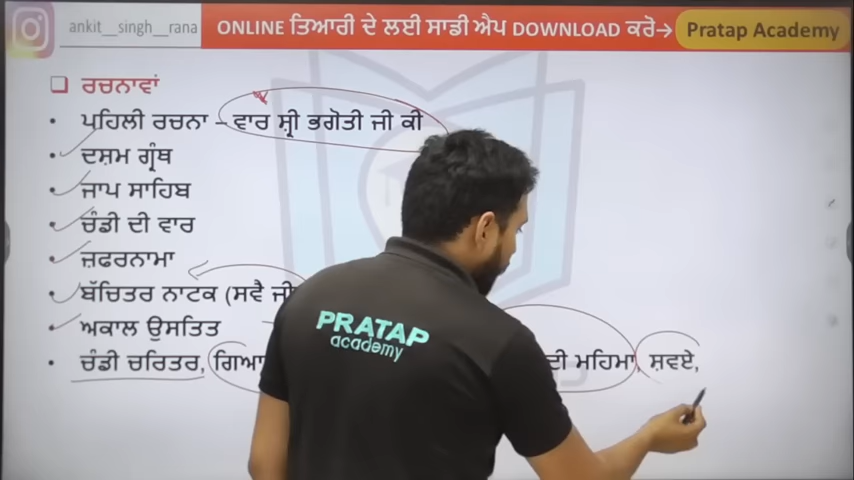 ankit__singh__rana
ONLINE ਤਿਆਰੀ ਦੇ ਲਈ ਸਾਡੀ ਐਪ DOWNLOAD ਕਰੋ→
Pratap Academy
ਰਚਨਾਵਾਂ
• ਪਹਿਲੀ ਰਚਨਾ – ਵਾਰ ਸ਼੍ਰੀ ਭਗੋਤੀ ਜੀ ਕੀ
• ਦਸ਼ਮ ਗ੍ਰੰਥ
• ਜਾਪ ਸਾਹਿਬ
• ਚੰਡੀ ਦੀ ਵਾਰ
• ਜ਼ਫਰਨਾਮਾ
• ਬੱਚਿਤਰ ਨਾਟਕ (ਸਵੈ
• ਅਕਾਲ ਉਸਤਿਤ
• ਚੰਡੀ ਚਰਿਤਰ, ਦੀ ਮਹਿਮਾ, ਸ਼ਵਏ,
PRATAP
academy